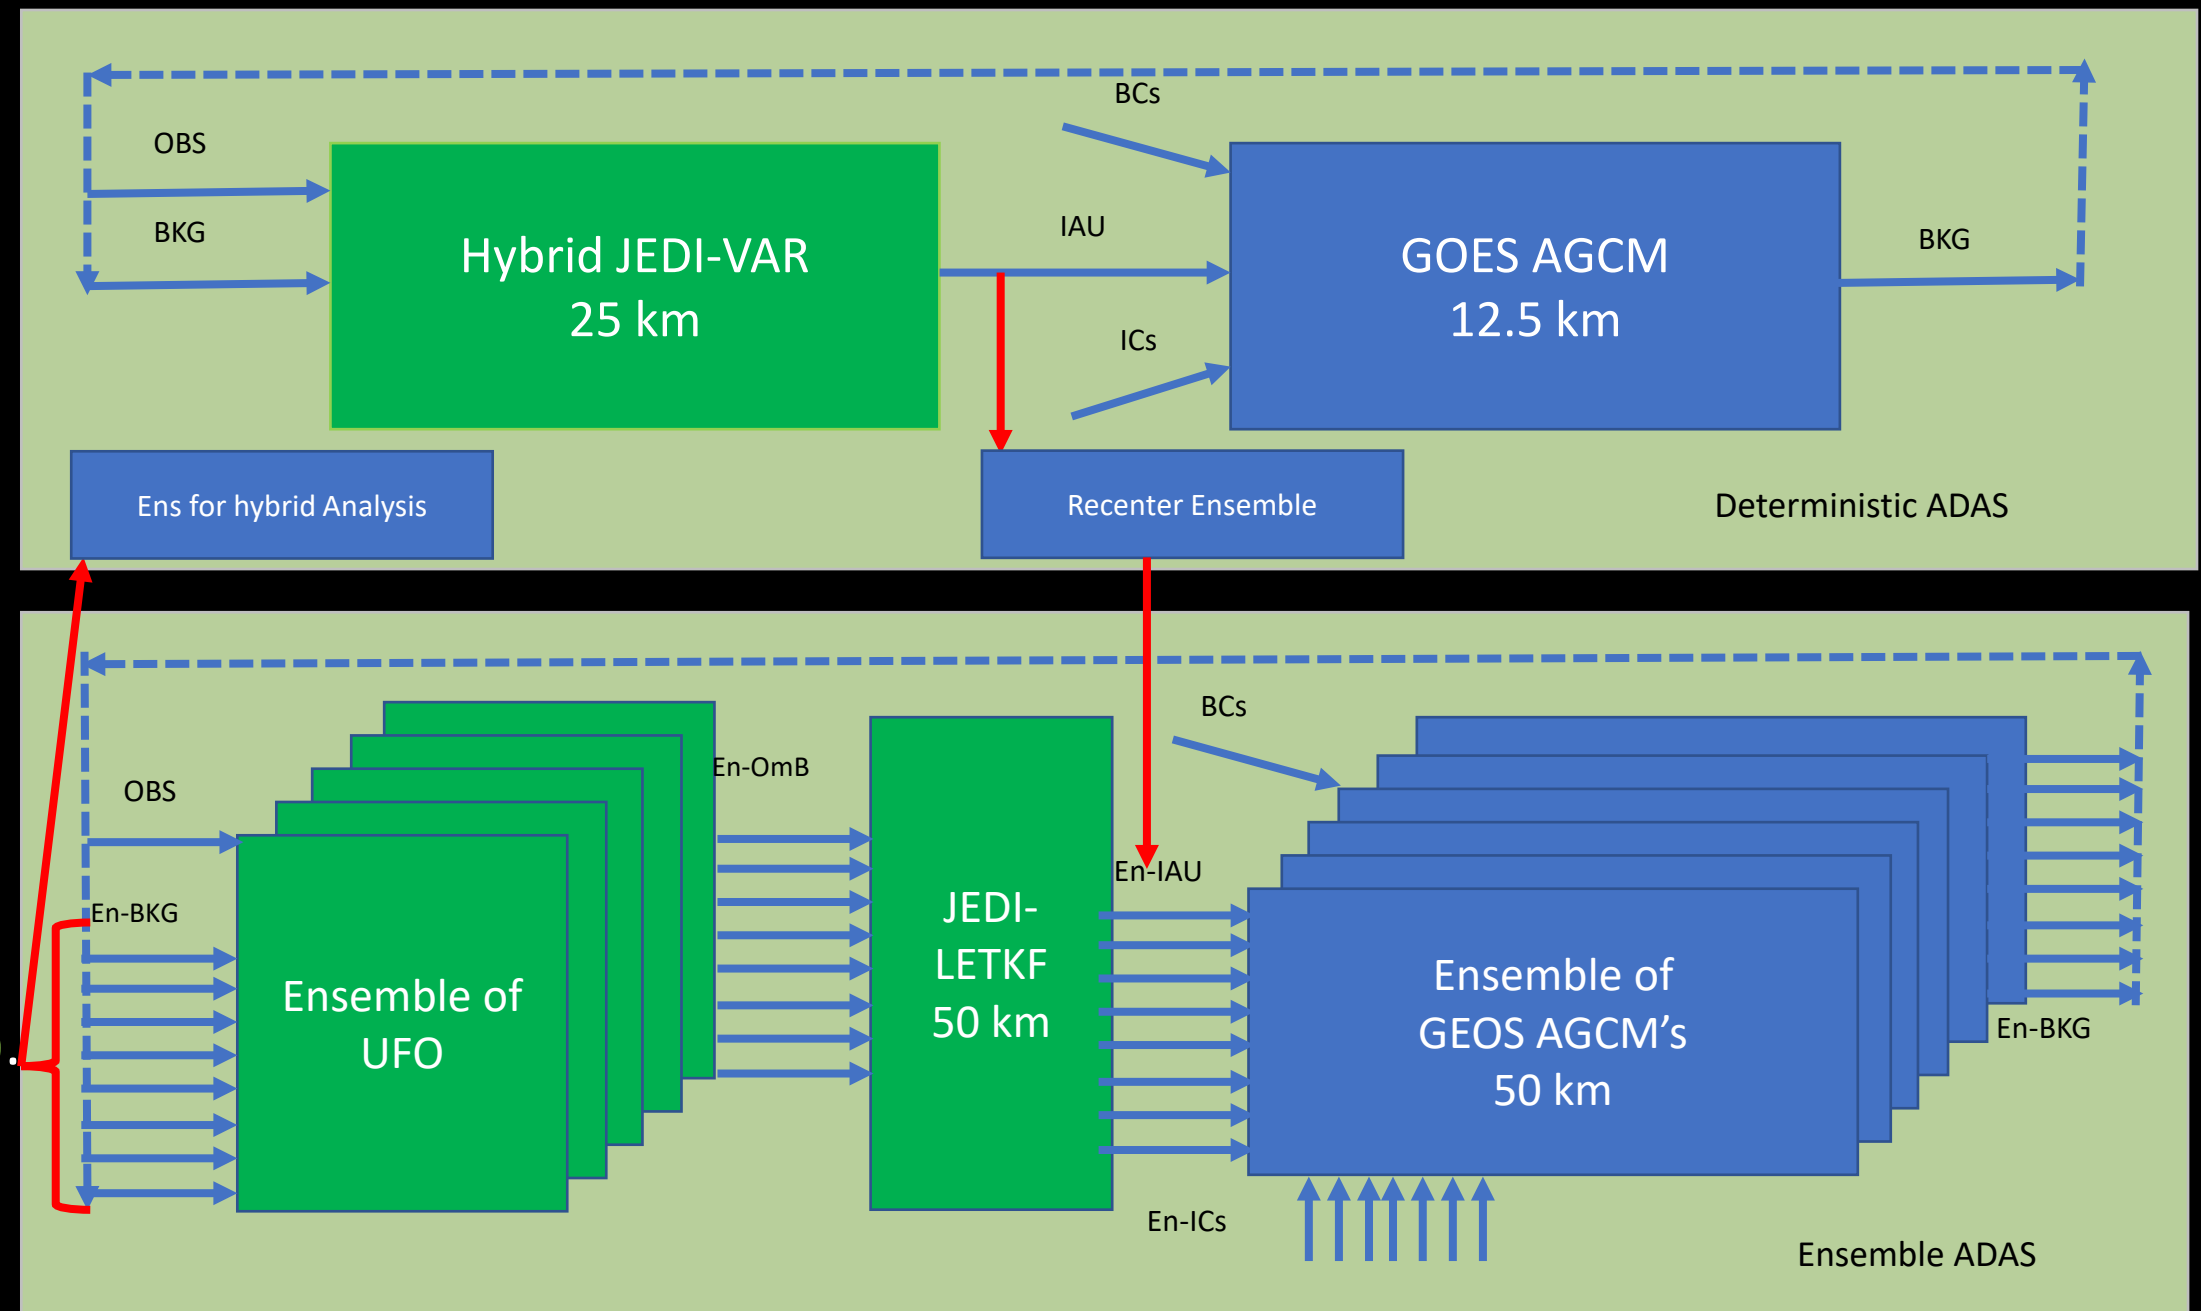 BCs
OBS
BKG
Hybrid JEDI-VAR
25 km
IAU
ICs
GOES AGCM
12.5 km
BKG
Ens for hybrid Analysis
Recenter Ensemble
Deterministic ADAS
BCs
OBS
En-OmB
En-BKG
Ensemble of
UFO
JEDI-
LETKF
50 km
En-IAU
Ensemble of
GEOS AGCM’s
50 km
En-BKG
En-ICs
Ensemble ADAS